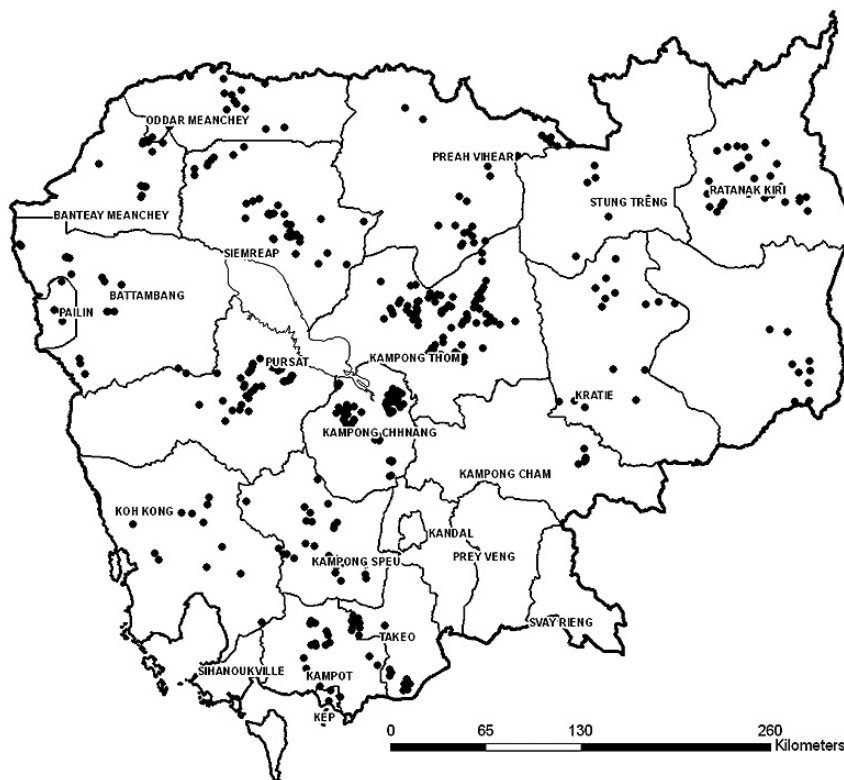 ODDAR MEANCHEY
PREAH VIHEAR
RATANAK KIRI
STUNG TRÊNG
BANTEAY MEANCHEY
SIEMREAP
BATTAMBANG
PAILIN
PURSAT
KAMPONG THOM
KRATIE
KAMPONG CHHNANG
KAMPONG CHAM
KOH KONG
KANDAL
PREY VENG
KAMPONG SPEU
SVAY RIENG
TAKEO
SIHANOUKVILLE
KAMPOT
KEP
0 65 130 260
Kilometers